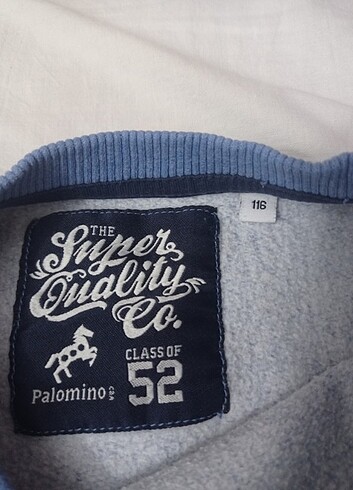 116
THE
Super
Quality
Co.
CLASS OF
52
Palomino C&A